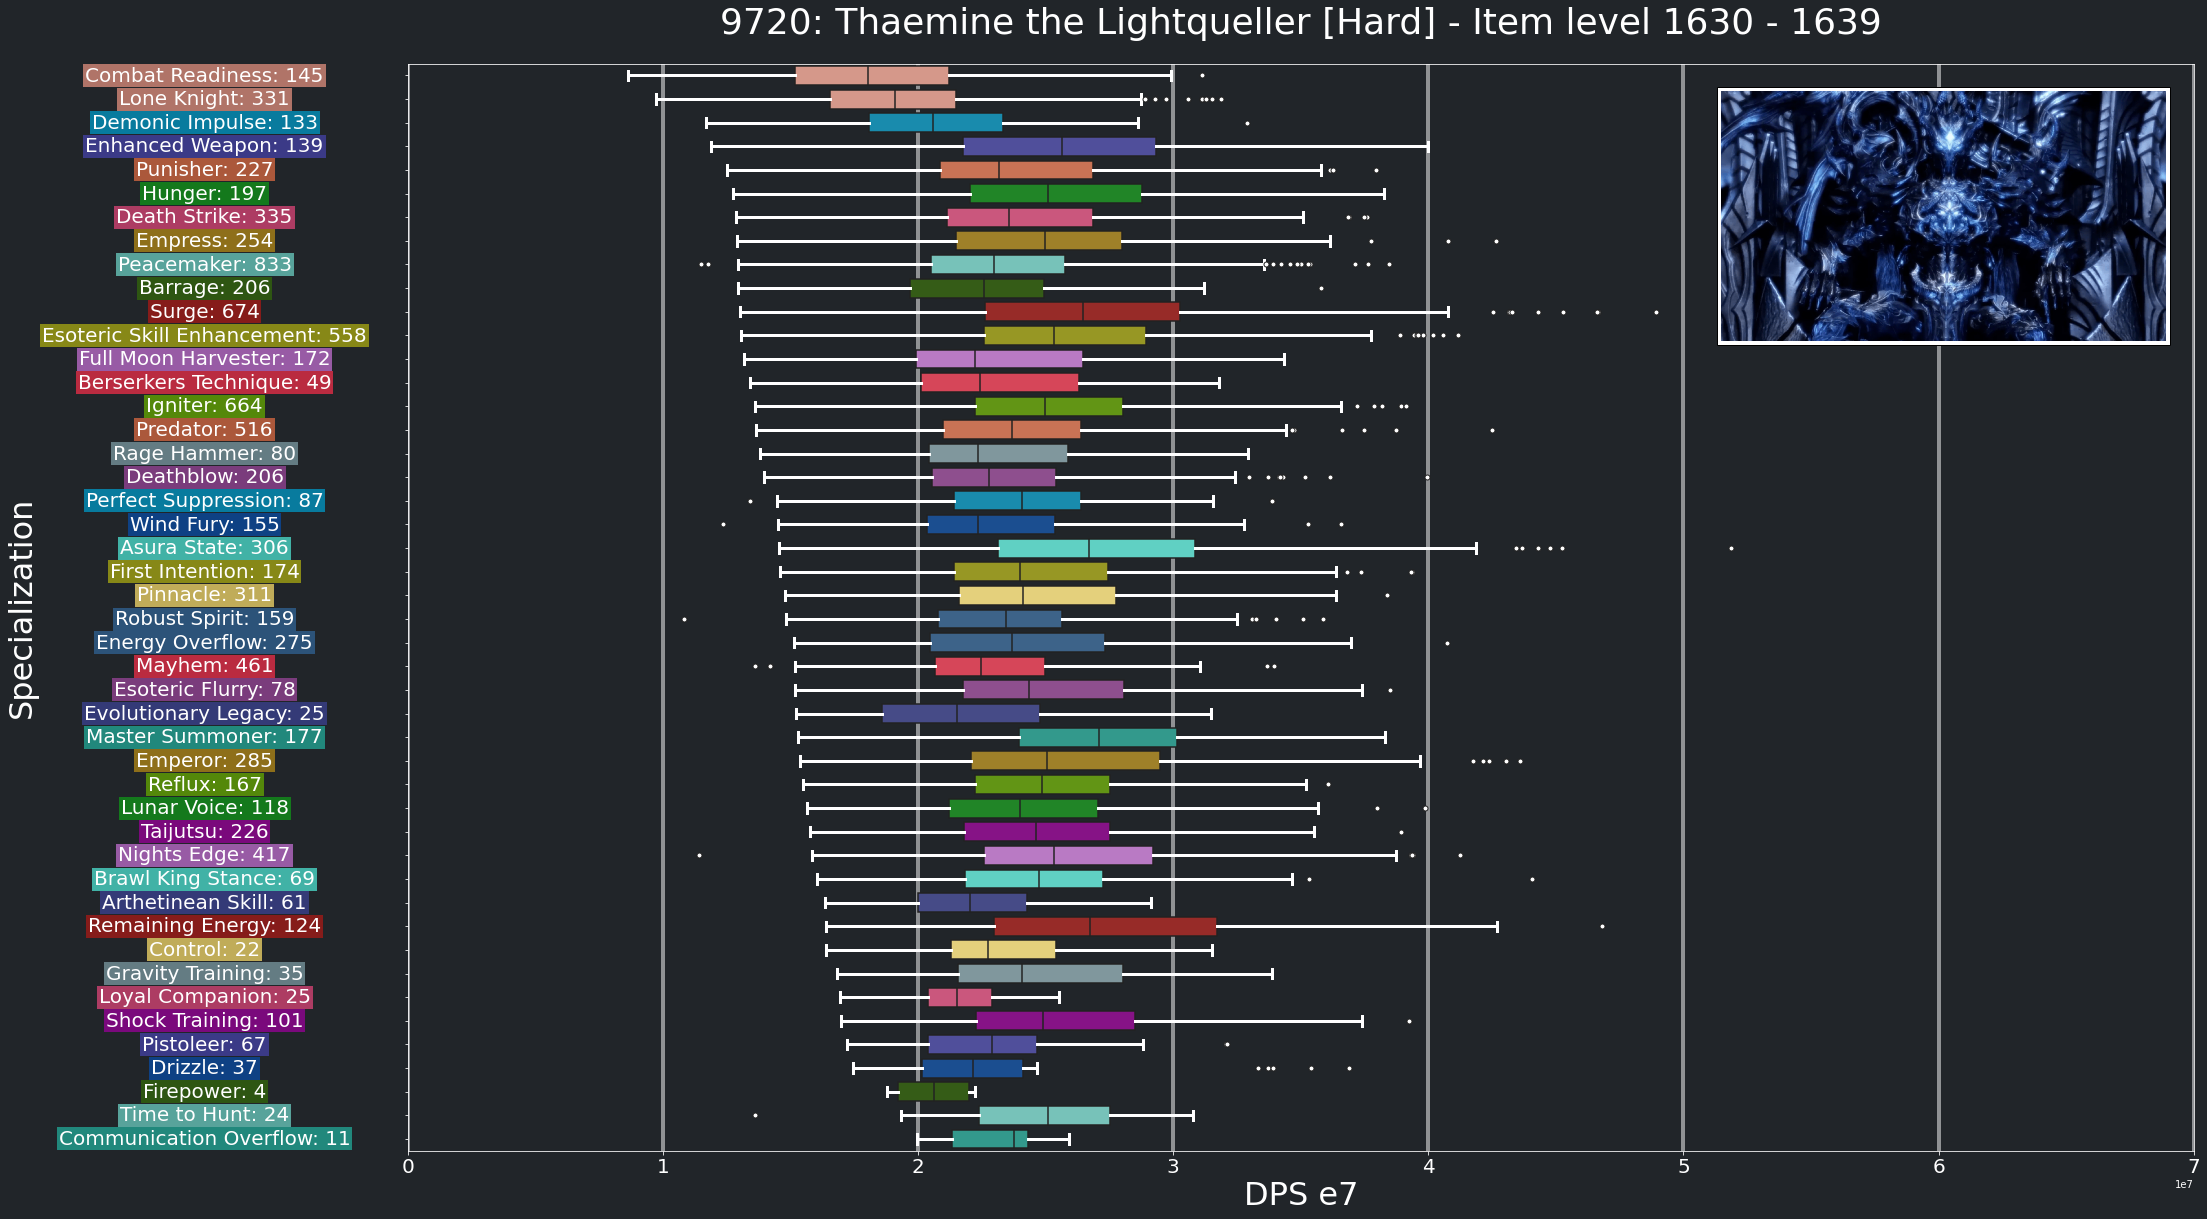 9720: Thaemine the Lightqueller [Hard] - Item level 1630 - 1639
Specialization
Combat Readiness: 145
Lone Knight: 331
Demonic Impulse: 133
Enhanced Weapon: 139
Punisher: 227
Hunger: 197
Death Strike: 335
Empress: 254
Peacemaker: 833
Barrage: 206
Surge: 674
Esoteric Skill Enhancement: 558
Full Moon Harvester: 172
Berserkers Technique: 49
Igniter: 664
Predator: 516
Rage Hammer: 80
Deathblow: 206
Perfect Suppression: 87
Wind Fury: 155
Asura State: 306
First Intention: 174
Pinnacle: 311
Robust Spirit: 159
Energy Overflow: 275
Mayhem: 461
Esoteric Flurry: 78
Evolutionary Legacy: 25
Master Summoner: 177
Emperor: 285
Reflux: 167
Lunar Voice: 118
Taijutsu: 226
Nights Edge: 417
Brawl King Stance: 69
Arthetinean Skill: 61
Remaining Energy: 124
Control: 22
Gravity Training: 35
Loyal Companion: 25
Shock Training: 101
Pistoleer: 67
Drizzle: 37
Firepower: 4
Time to Hunt: 24
Communication Overflow: 11
0 1 2 3 4 5 6 7
DPS e7
1e7